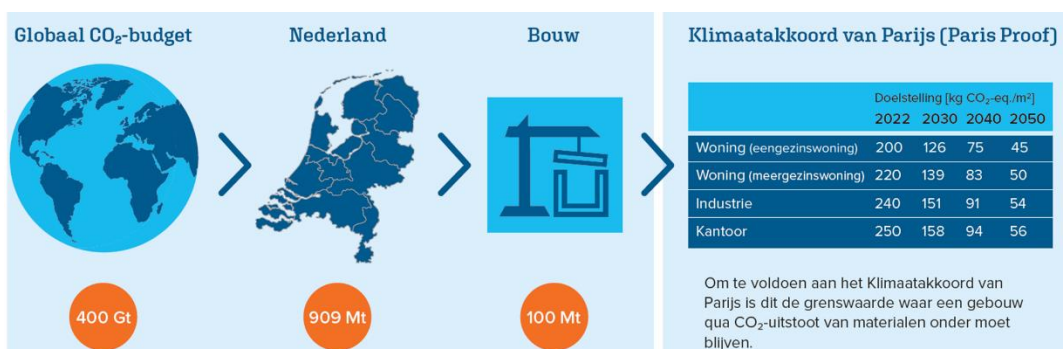 Globaal CO₂-budget
Nederland
Bouw
Klimaatakkoord van Parijs (Paris Proof)
400 Gt
909 Mt
100 Mt
Doelstelling [kg CO₂-eq./m²]
2022 2030 2040 2050
Woning (eengezinswoning) 200 126 75 45
Woning (meergezinswoning) 220 139 83 50
Industrie 240 151 91 54
Kantoor 250 158 94 56
Om te voldoen aan het Klimaatakkoord van
Parijs is dit de grenswaarde waar een gebouw
qua CO₂-uitstoot van materialen onder moet
blijven.